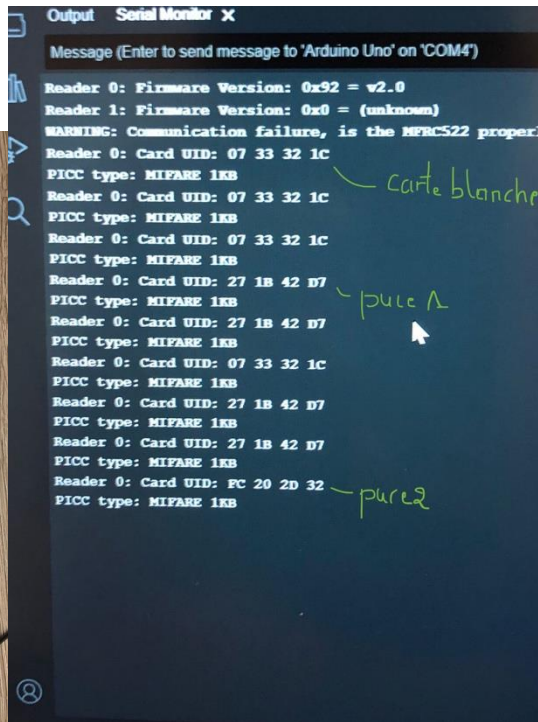 Output Serial Monitor x
Message (Enter to send message to 'Arduino Uno' on 'COM4')
Reader 0: Firmware Version: 0x92 = v2.0
Reader 1: Firmware Version: 0x0 = (unknown)
WARNING: Communication failure, is the MFRC522 properl
Reader 0: Card UID: 07 33 32 1C
PICC type: MIFARE 1KB
carte blanche
Reader 0: Card UID: 07 33 32 1C
PICC type: MIFARE 1KB
Reader 0: Card UID: 07 33 32 1C
PICC type: MIFARE 1KB
Reader 0: Card UID: 27 1B 42 D7
PICC type: MIFARE 1KB
puce 1
Reader 0: Card UID: 27 1B 42 D7
PICC type: MIFARE 1KB
Reader 0: Card UID: 07 33 32 1C
PICC type: MIFARE 1KB
Reader 0: Card UID: 27 1B 42 D7
PICC type: MIFARE 1KB
Reader 0: Card UID: 27 1B 42 D7
PICC type: MIFARE 1KB
Reader 0: Card UID: FC 20 2D 32
PICC type: MIFARE 1KB
puce2